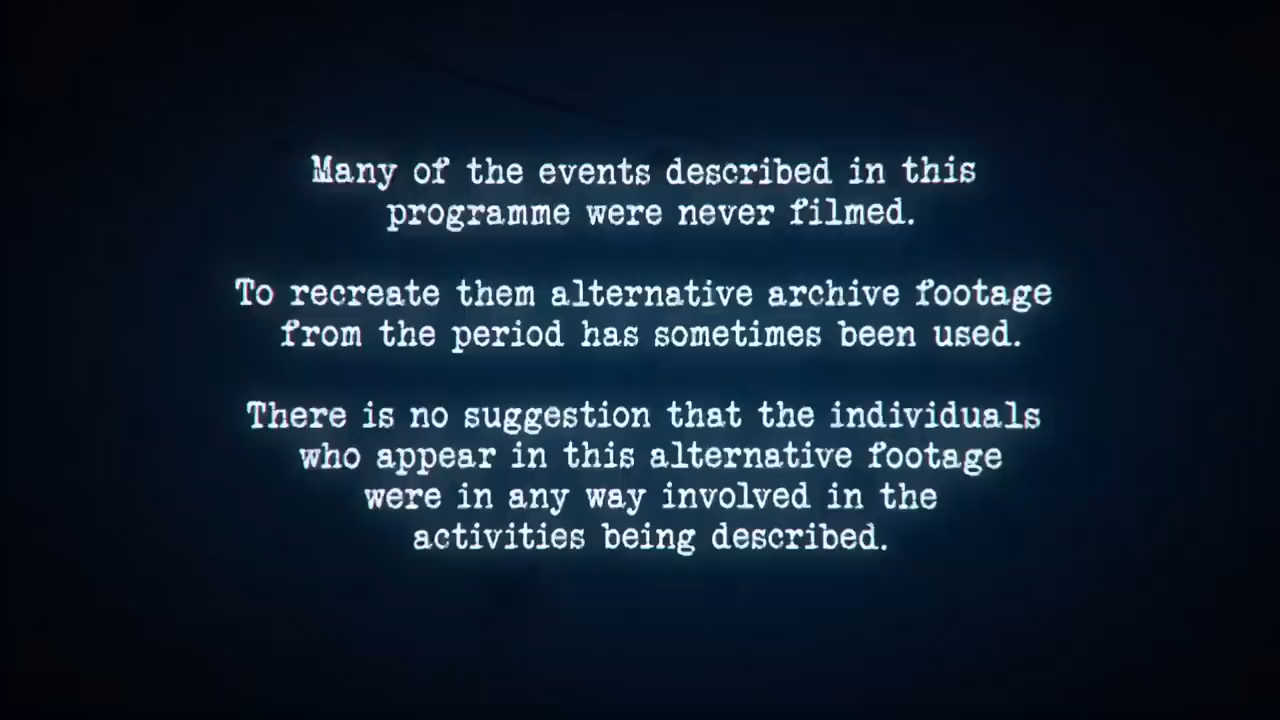 Many of the events described in this
programme were never filmed.
To recreate them alternative archive footage
from the period has sometimes been used.
There is no suggestion that the individuals
who appear in this alternative footage
were in any way involved in the
activities being described.